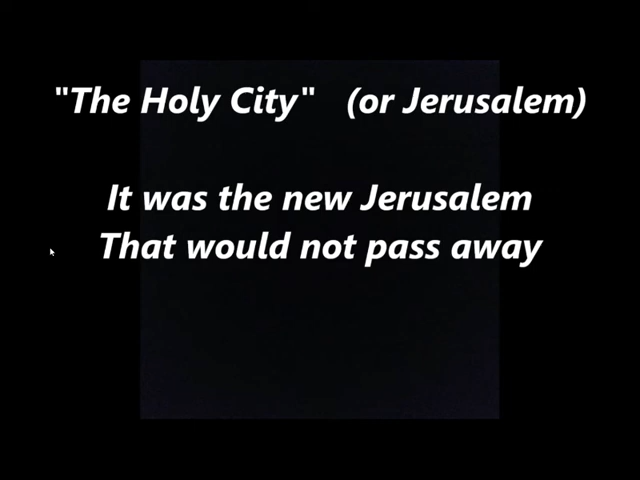 "The Holy City" (or Jerusalem)
It was the new Jerusalem
That would not pass away